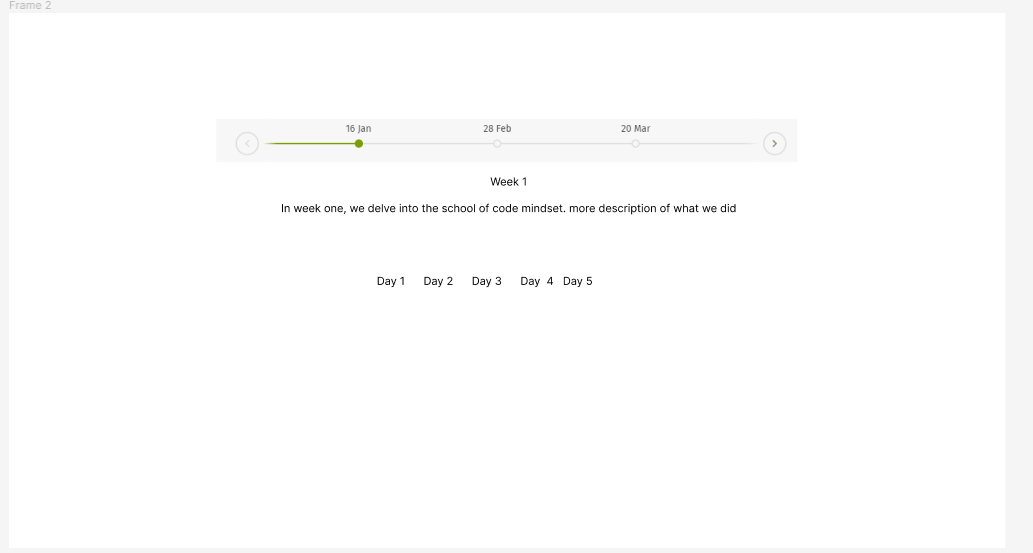 Frame 2
16 Jan 28 Feb 20 Mar
Week 1
In week one, we delve into the school of code mindset. more description of what we did
Day 1 Day 2 Day 3 Day 4 Day 5